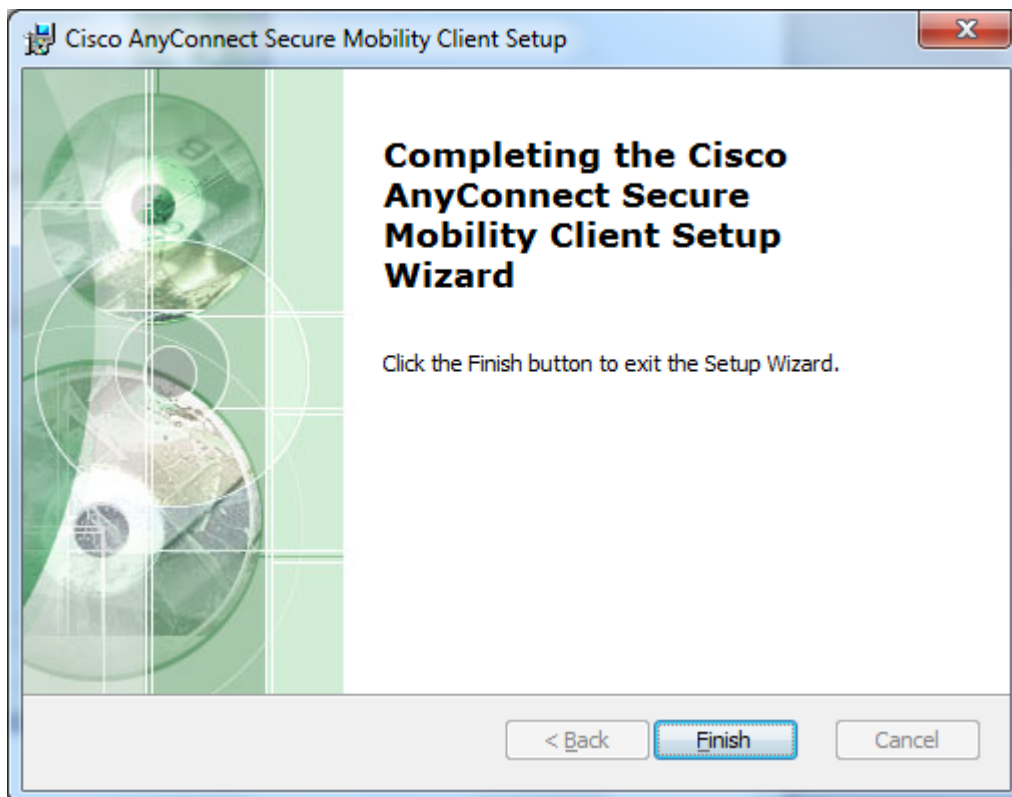 Cisco AnyConnect Secure Mobility Client Setup
Completing the Cisco
AnyConnect Secure
Mobility Client Setup
Wizard
Click the Finish button to exit the Setup Wizard.
< Back Finish Cancel